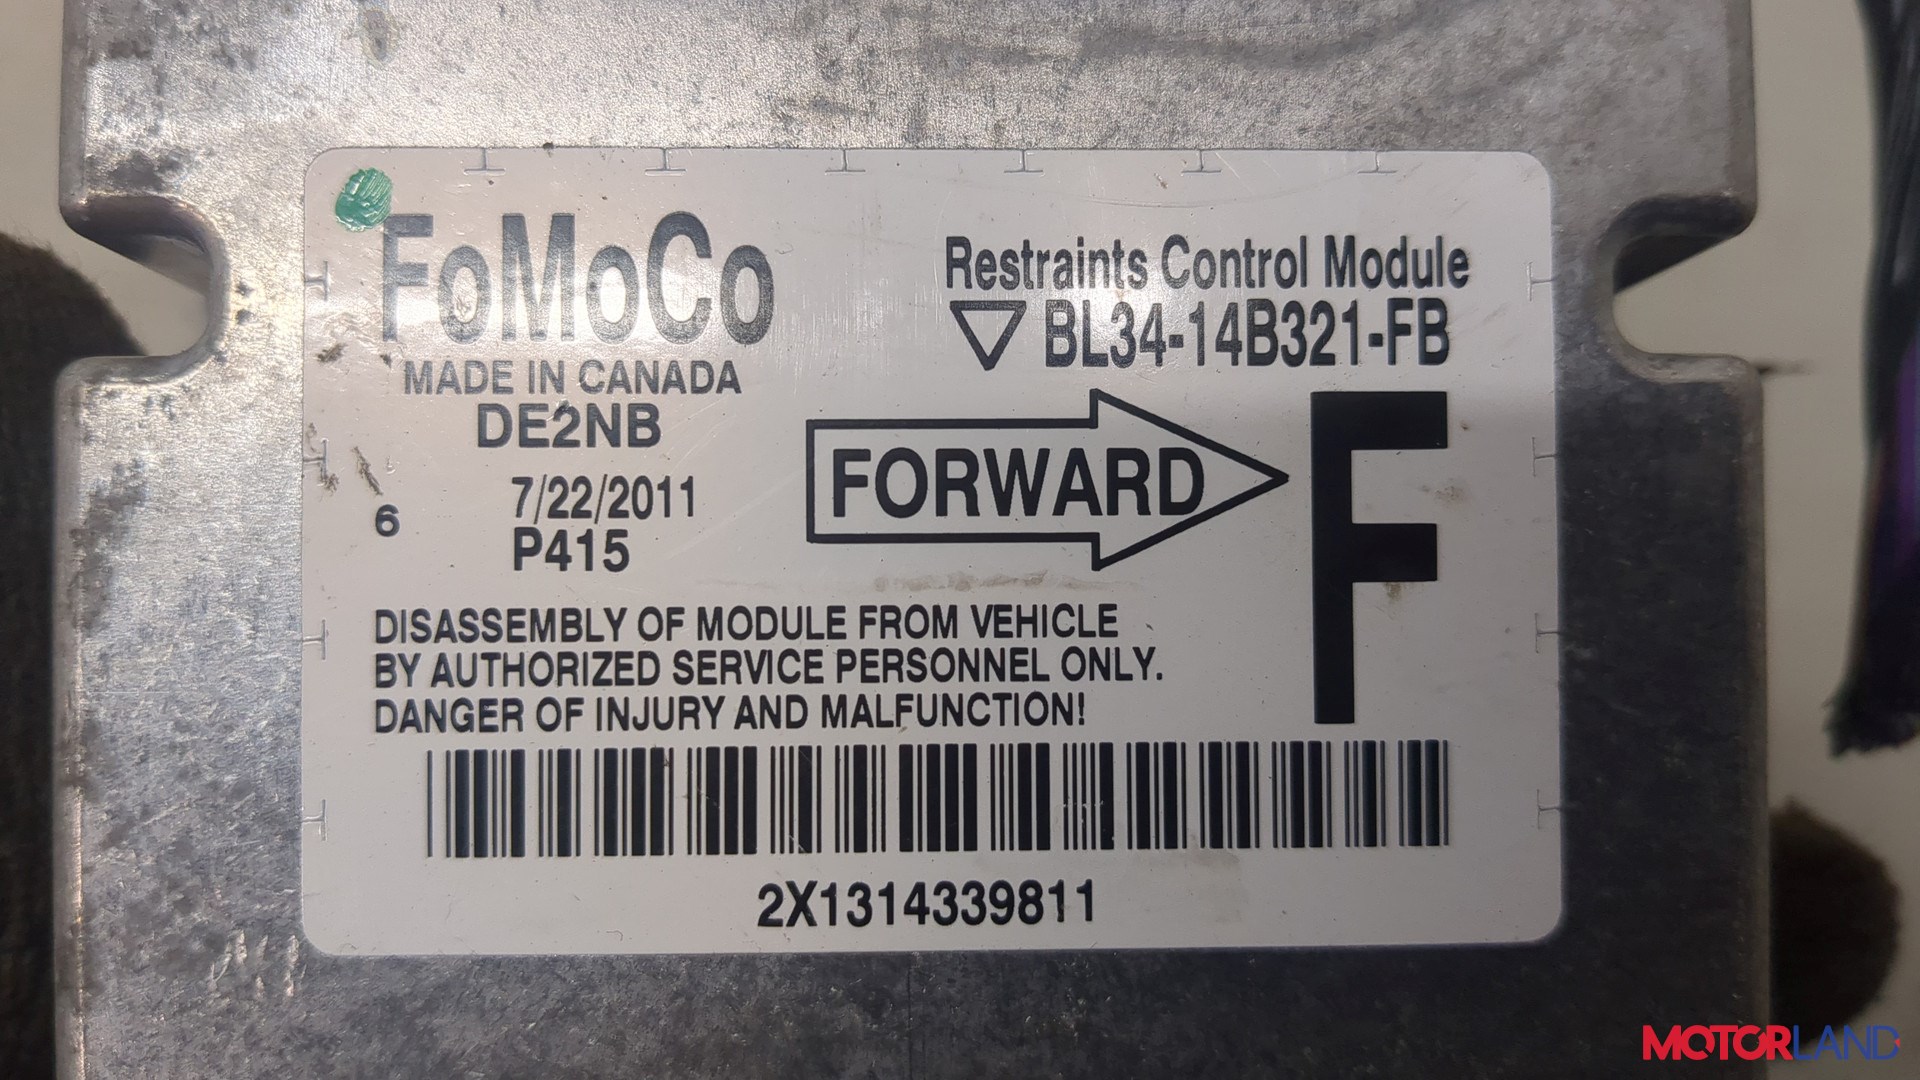 FoMoCo
MADE IN CANADA
DE2NB
7/22/2011
6
P415
Restraints Control Module
BL34-14B321-FB
FORWARD
F
DISASSEMBLY OF MODULE FROM VEHICLE
BY AUTHORIZED SERVICE PERSONNEL ONLY.
DANGER OF INJURY AND MALFUNCTION!
2X1314339811
MOTORLAND